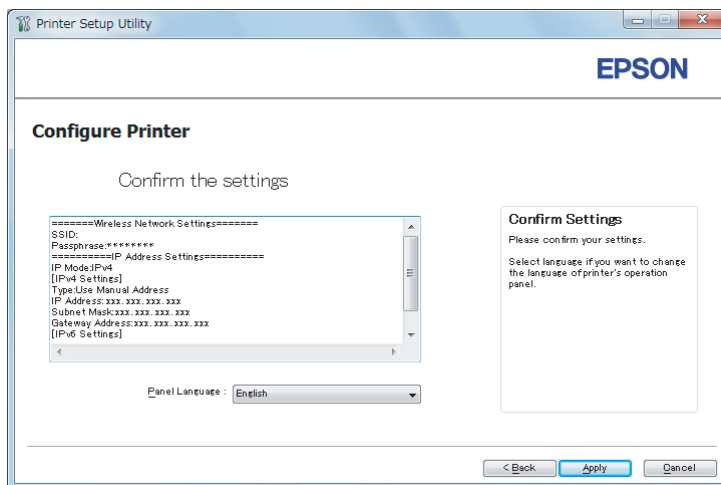 Printer Setup Utility
EPSON
Configure Printer
Confirm the settings
=======Wireless Network Settings=======
SSID:
Passphrase:********
==========IP Address Settings==========
IP Mode:IPv4
[IPv4 Settings]
Type:Use Manual Address
IP Address:xxx.xxx.xxx.xxx
Subnet Mask:xxx.xxx.xxx.xxx
Gateway Address:xxx.xxx.xxx.xxx
[IPv6 Settings]
Panel Language : English
Confirm Settings
Please confirm your settings.
Select language if you want to change
the language of printer's operation
panel.
< Back Apply Cancel